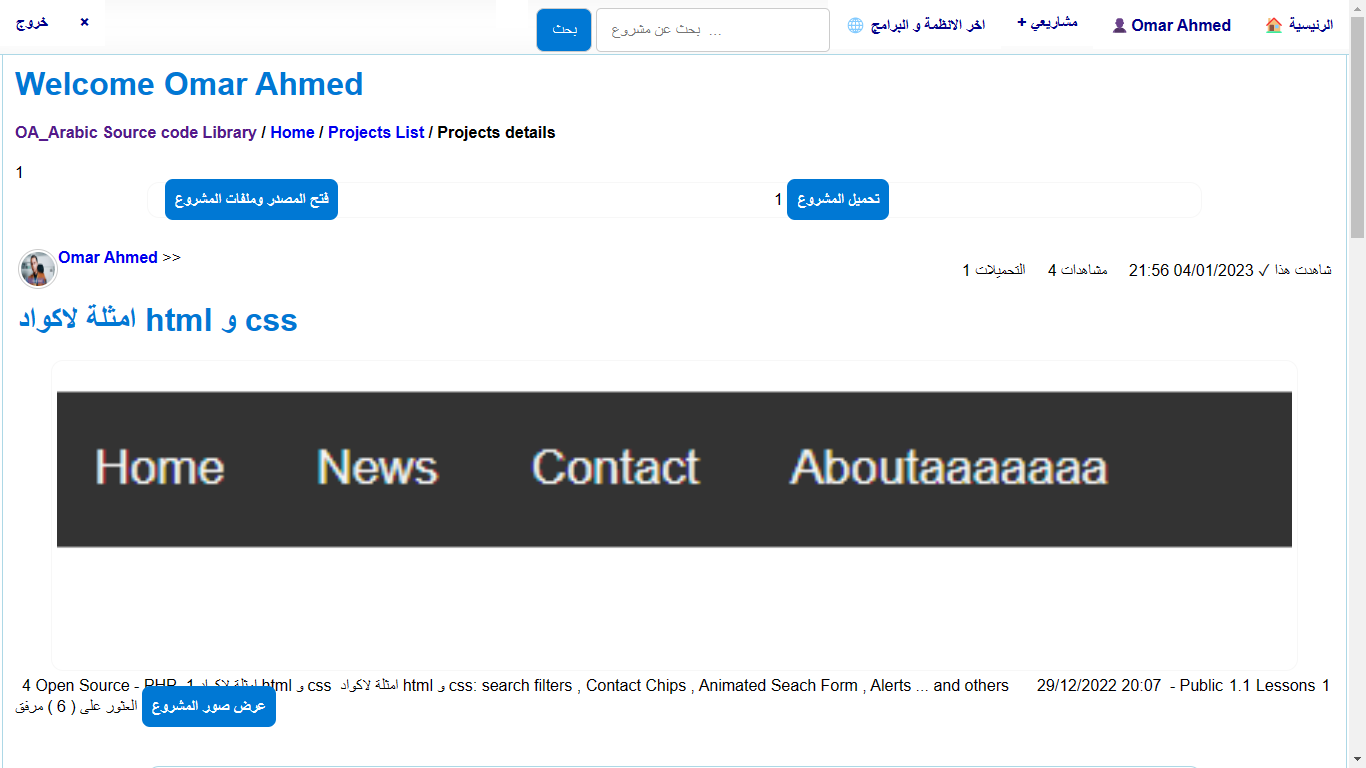 الرئيسية Omar Ahmed مشاريعي + اخر الانظمة و البرامج بحث عن مشروع ... بحث × خروج
Welcome Omar Ahmed
OA_Arabic Source code Library / Home / Projects List / Projects details
1
فتح المصدر وملفات المشروع 1 تحميل المشروع
Omar Ahmed >>
شاهدت هذا ✓ 04/01/2023 21:56 مشاهدات 4 التحميلات 1
امثلة لاكواد html و css
Home News Contact Aboutaaaaaaa
4 Open Source - PHP 1 امثلة لاكواد html و css امثلة لاكواد html و css: search filters , Contact Chips , Animated Seach Form , Alerts ... and others 29/12/2022 20:07 - Public 1.1 Lessons 1
العثور على ( 6 ) مرفق عرض صور المشروع